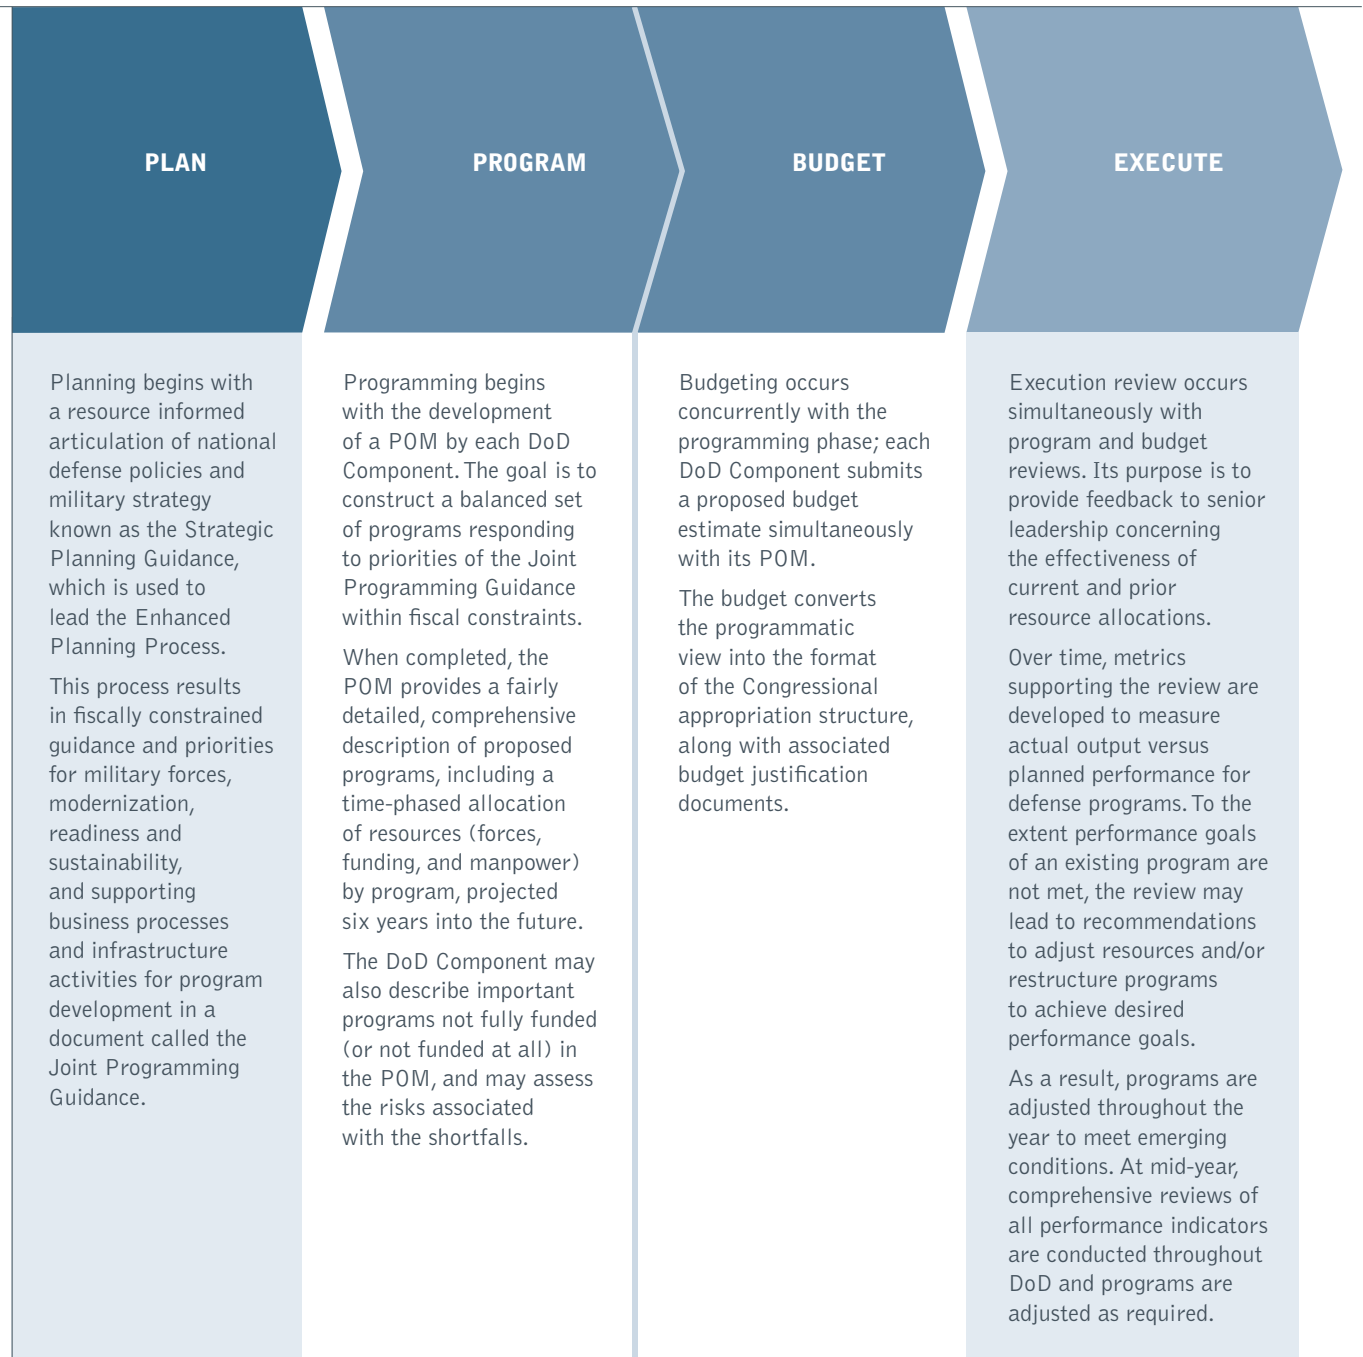 PLAN
PROGRAM
BUDGET
EXECUTE
Planning begins with
a resource informed
articulation of national
defense policies and
military strategy
known as the Strategic
Planning Guidance,
which is used to
lead the Enhanced
Planning Process.
This process results
in fiscally constrained
guidance and priorities
for military forces,
modernization,
readiness and
sustainability,
and supporting
business processes
and infrastructure
activities for program
development in a
document called the
Joint Programming
Guidance.
Programming begins
with the development
of a POM by each DoD
Component. The goal is to
construct a balanced set
of programs responding
to priorities of the Joint
Programming Guidance
within fiscal constraints.
When completed, the
POM provides a fairly
detailed, comprehensive
description of proposed
programs, including a
time-phased allocation
of resources (forces,
funding, and manpower)
by program, projected
six years into the future.
The DoD Component may
also describe important
programs not fully funded
(or not funded at all) in
the POM, and may assess
the risks associated
with the shortfalls.
Budgeting occurs
concurrently with the
programming phase; each
DoD Component submits
a proposed budget
estimate simultaneously
with its POM.
The budget converts
the programmatic
view into the format
of the Congressional
appropriation structure,
along with associated
budget justification
documents.
Execution review occurs
simultaneously with
program and budget
reviews. Its purpose is to
provide feedback to senior
leadership concerning
the effectiveness of
current and prior
resource allocations.
Over time, metrics
supporting the review are
developed to measure
actual output versus
planned performance for
defense programs. To the
extent performance goals
of an existing program are
not met, the review may
lead to recommendations
to adjust resources and/or
restructure programs
to achieve desired
performance goals.
As a result, programs are
adjusted throughout the
year to meet emerging
conditions. At mid-year,
comprehensive reviews of
all performance indicators
are conducted throughout
DoD and programs are
adjusted as required.